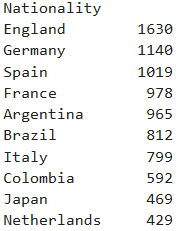 Nationality
England 1630
Germany 1140
Spain 1019
France 978
Argentina 965
Brazil 812
Italy 799
Colombia 592
Japan 469
Netherlands 429